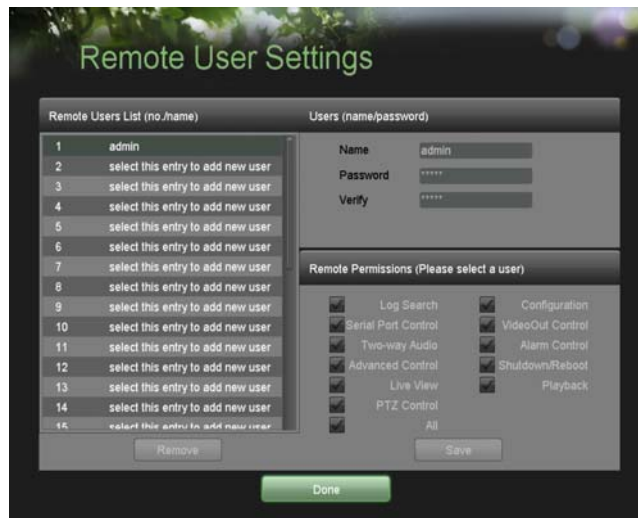 Remote User Settings
Remote Users List (no./name)
1 admin
2 select this entry to add new user
3 select this entry to add new user
4 select this entry to add new user
5 select this entry to add new user
6 select this entry to add new user
7 select this entry to add new user
8 select this entry to add new user
9 select this entry to add new user
10 select this entry to add new user
11 select this entry to add new user
12 select this entry to add new user
13 select this entry to add new user
14 select this entry to add new user
15 select this entry to add new user
Remove
Users (name/password)
Name admin
Password *****
Verify *****
Remote Permissions (Please select a user)
Log Search Configuration
Serial Port Control VideoOut Control
Two-way Audio Alarm Control
Advanced Control Shutdown/Reboot
Live View Playback
PTZ Control
All
Save
Done